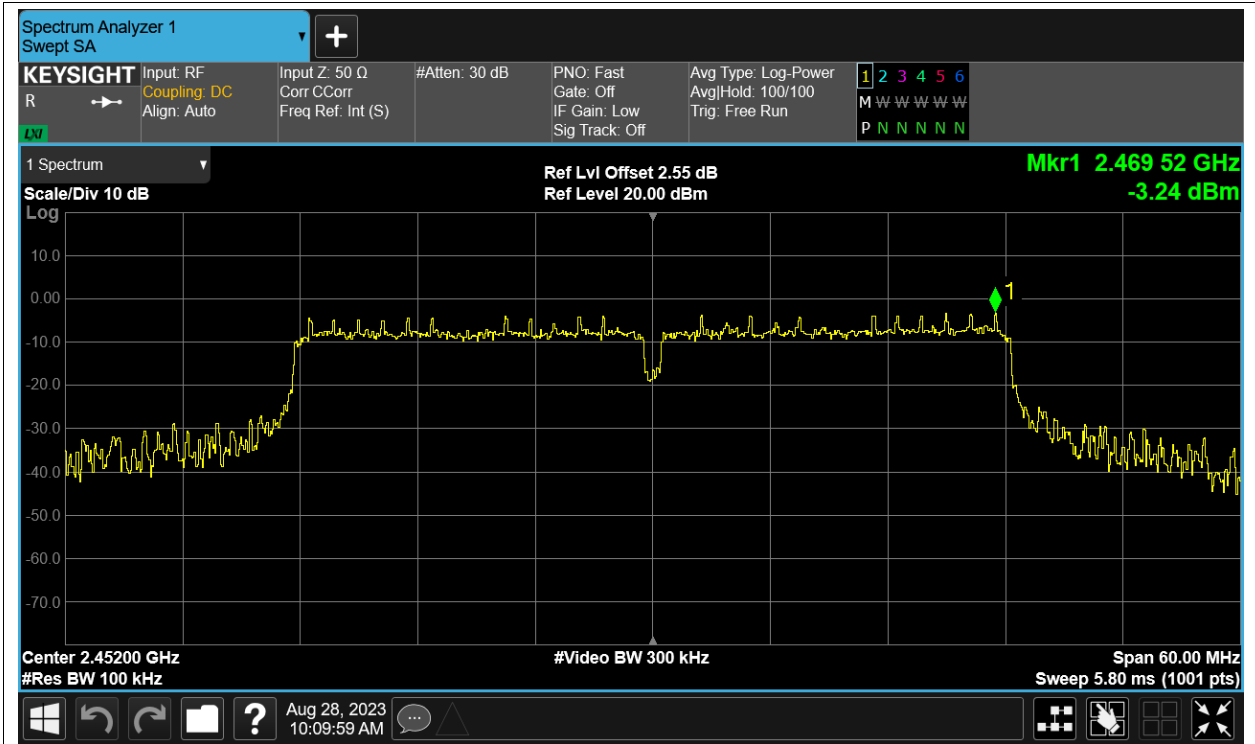 Spectrum Analyzer 1
Swept SA
KEYSIGHT
R
LXI
Input: RF
Coupling: DC
Align: Auto
Input Z: 50 Ω
Corr CCorr
Freq Ref: Int (S)
#Atten: 30 dB
PNO: Fast
Gate: Off
IF Gain: Low
Sig Track: Off
Avg Type: Log-Power
Avg|Hold: 100/100
Trig: Free Run
1 2 3 4 5 6
M W W W W W
P N N N N N
1 Spectrum
Scale/Div 10 dB
Log
Ref Lvl Offset 2.55 dB
Ref Level 20.00 dBm
Mkr1 2.469 52 GHz
-3.24 dBm
10.0
0.00
-10.0
-20.0
-30.0
-40.0
-50.0
-60.0
-70.0
1
Center 2.45200 GHz
#Res BW 100 kHz
#Video BW 300 kHz
Span 60.00 MHz
Sweep 5.80 ms (1001 pts)
?
Aug 28, 2023
10:09:59 AM